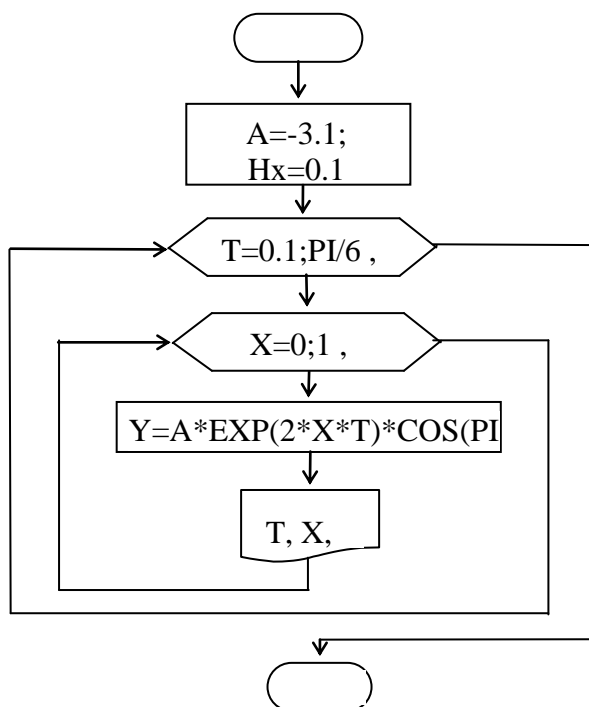 A=-3.1;
Hx=0.1
T=0.1;PI/6 ,
X=0;1 ,
Y=A*EXP(2*X*T)*COS(PI
T, X,